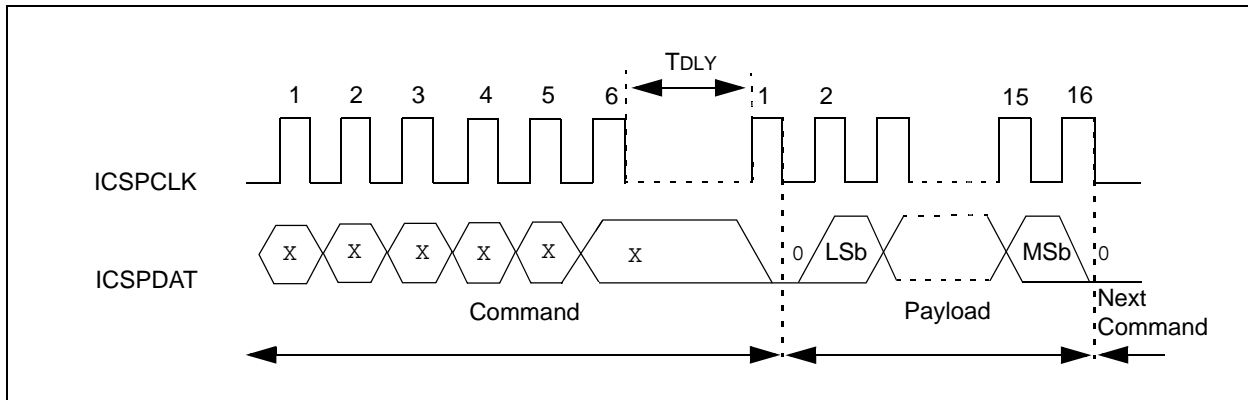 TDLY
1 2 3 4 5 6 1 2 15 16
ICSPCLK
X X X X X X 0 LSb MSb 0
ICSPDAT
Command
Payload
Next
Command